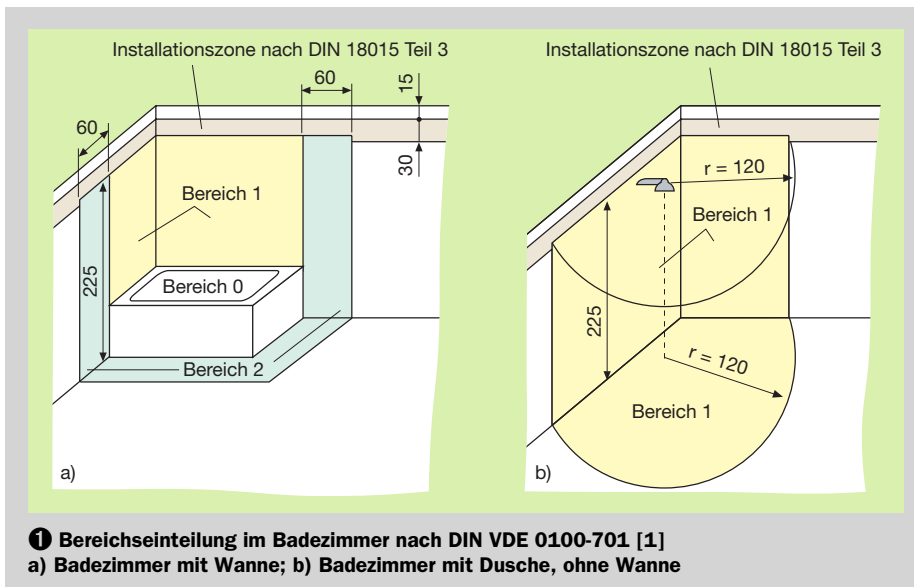 Installationszone nach DIN 18015 Teil 3
60
15
60
30
Bereich 1
225
Bereich 0
Bereich 2
a)
Installationszone nach DIN 18015 Teil 3
r = 120
Bereich 1
225
r = 120
Bereich 1
b)
❶ Bereichseinteilung im Badezimmer nach DIN VDE 0100-701 [1]
a) Badezimmer mit Wanne; b) Badezimmer mit Dusche, ohne Wanne